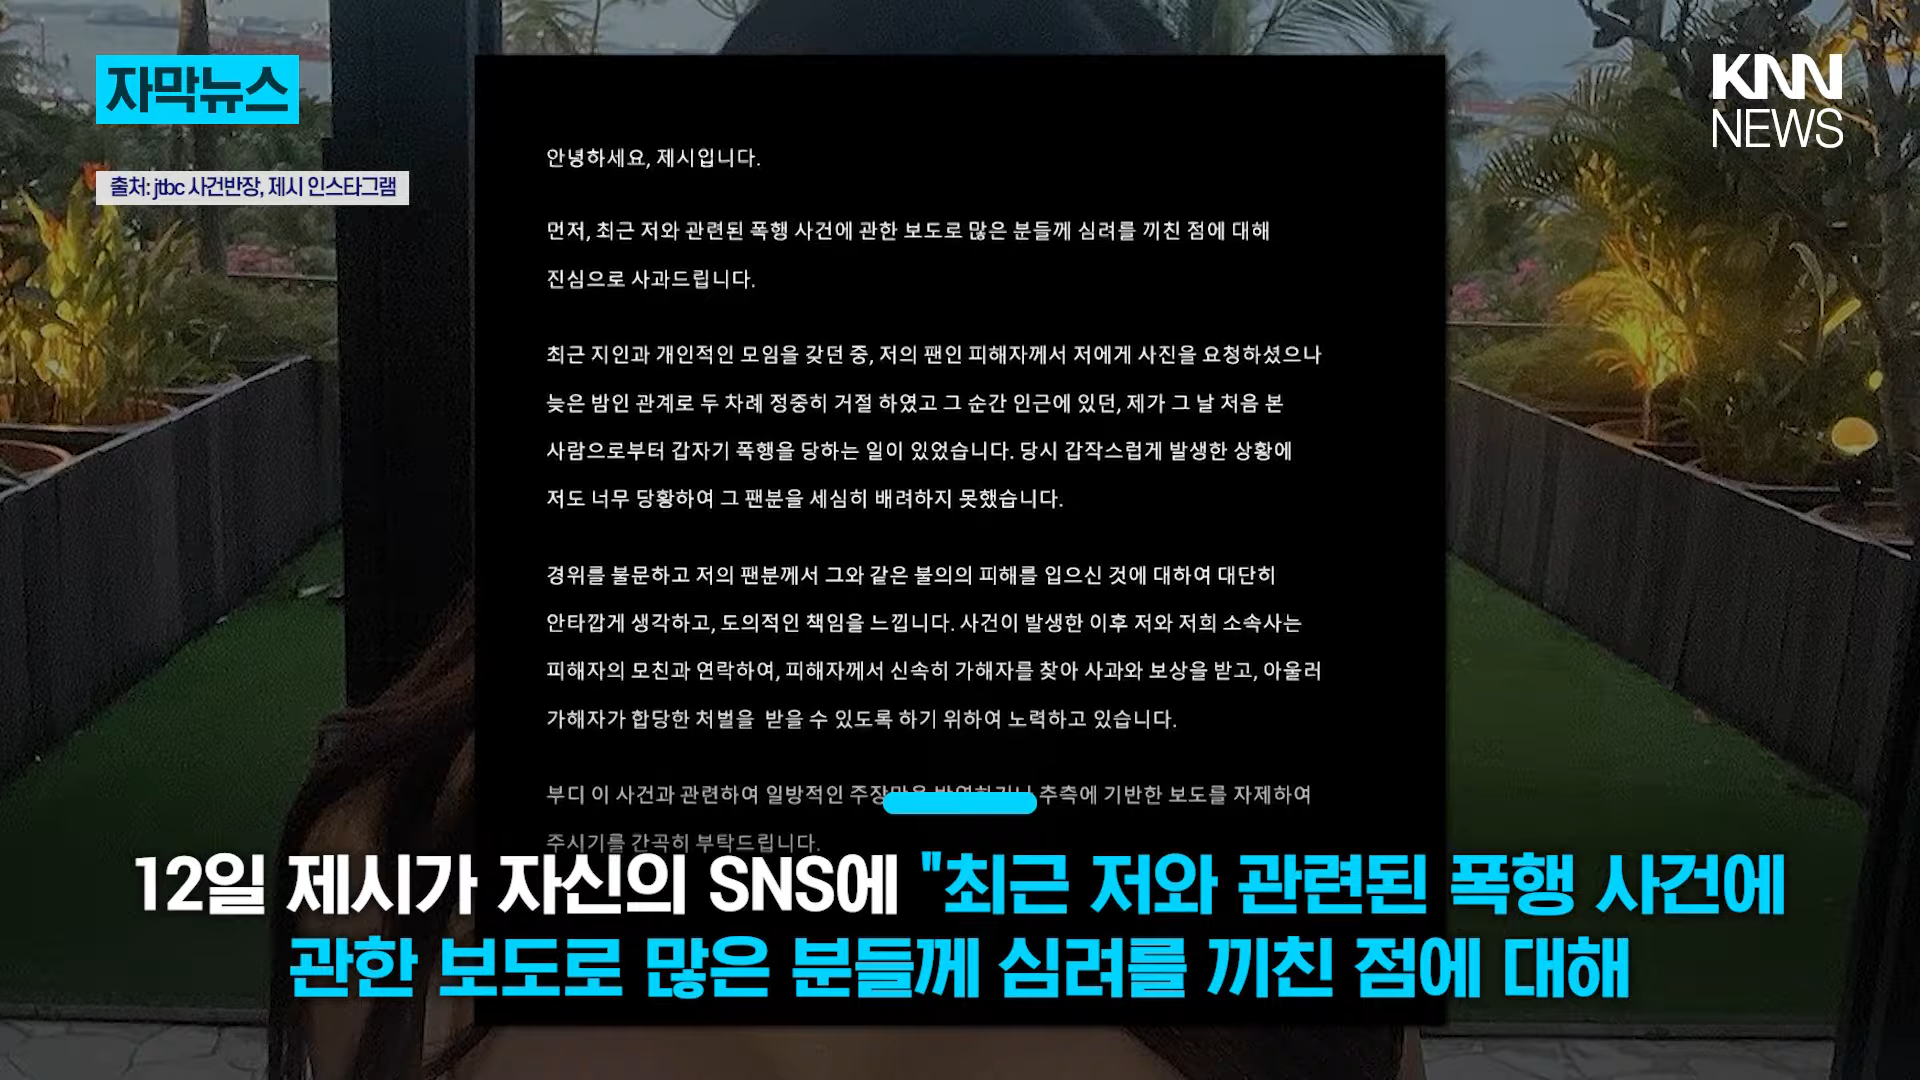 자막뉴스
KNN
NEWS
출처: jtbc 사건반장, 제시 인스타그램
안녕하세요, 제시입니다.
먼저, 최근 저와 관련된 폭행 사건에 관한 보도로 많은 분들께 심려를 끼친 점에 대해
진심으로 사과드립니다.
최근 지인과 개인적인 모임을 갖던 중, 저의 팬인 피해자께서 저에게 사진을 요청하셨으나
늦은 밤인 관계로 두 차례 정중히 거절 하였고 그 순간 인근에 있던, 제가 그 날 처음 본
사람으로부터 갑자기 폭행을 당하는 일이 있었습니다. 당시 갑작스럽게 발생한 상황에
저도 너무 당황하여 그 팬분을 세심히 배려하지 못했습니다.
경위를 불문하고 저의 팬분께서 그와 같은 불의의 피해를 입으신 것에 대하여 대단히
안타깝게 생각하고, 도의적인 책임을 느낍니다. 사건이 발생한 이후 저와 저희 소속사는
피해자의 모친과 연락하여, 피해자께서 신속히 가해자를 찾아 사과와 보상을 받고, 아울러
가해자가 합당한 처벌을 받을 수 있도록 하기 위하여 노력하고 있습니다.
부디 이 사건과 관련하여 일방적인 추측에 기반한 보도를 자제하여
주시기를 간곡히 부탁드립니다.
12일 제시가 자신의 SNS에 "최근 저와 관련된 폭행 사건에
관한 보도로 많은 분들께 심려를 끼친 점에 대해